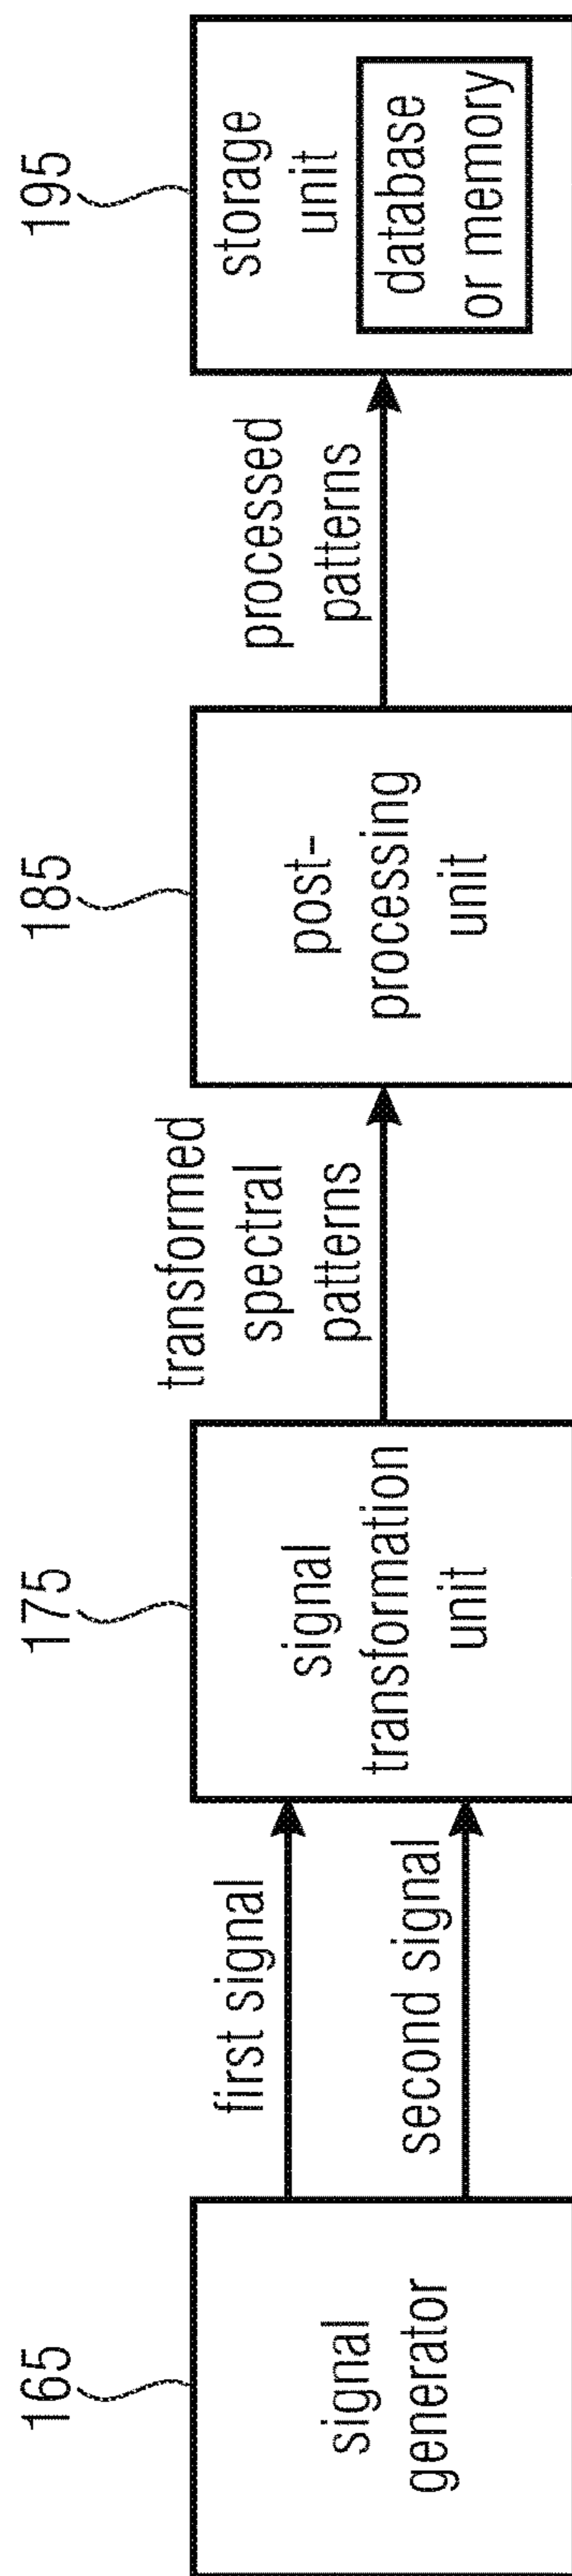 165
signal
generator
first signal
second signal
175
signal
transformation
unit
transformed
spectral
patterns
185
post-
processing
unit
processed
patterns
195
storage
unit
database
or memory